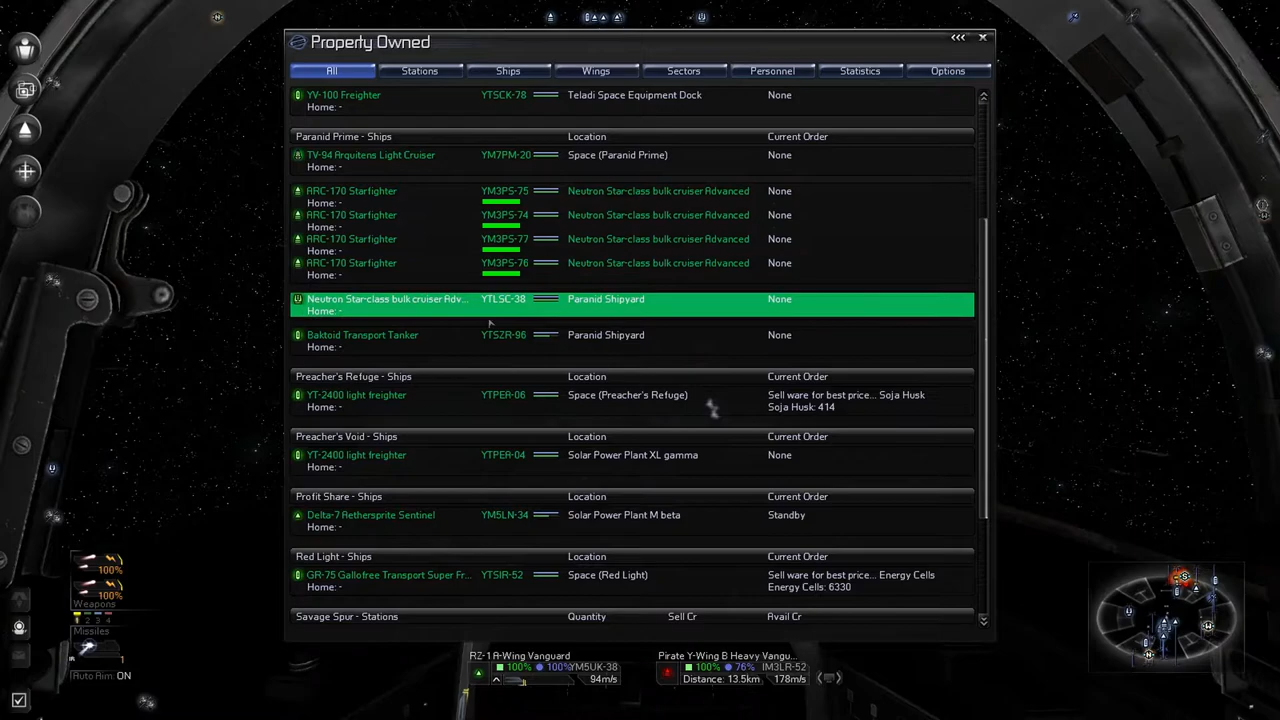 Property Owned
All Stations Ships Wings Sectors Personnel Statistics Options
YV-100 Freighter YTSCK-78 Teladi Space Equipment Dock None
Home: -
Paranid Prime - Ships Location Current Order
TV-94 Arquitens Light Cruiser YM7PM-20 Space (Paranid Prime) None
Home: -
ARC-170 Starfighter YM3PS-75 Neutron Star-class bulk cruiser Advanced None
Home: -
ARC-170 Starfighter YM3PS-74 Neutron Star-class bulk cruiser Advanced None
Home: -
ARC-170 Starfighter YM3PS-77 Neutron Star-class bulk cruiser Advanced None
Home: -
ARC-170 Starfighter YM3PS-76 Neutron Star-class bulk cruiser Advanced None
Home: -
Neutron Star-class bulk cruiser Adv... YTLSC-38 Paranid Shipyard None
Home: -
Baktoid Transport Tanker YTSZR-96 Paranid Shipyard None
Home: -
Preacher's Refuge - Ships Location Current Order
YT-2400 light freighter YTPER-06 Space (Preacher's Refuge) Sell ware for best price... Soja Husk
Home: - Soja Husk: 414
Preacher's Void - Ships Location Current Order
YT-2400 light freighter YTPER-04 Solar Power Plant XL gamma None
Home: -
Profit Share - Ships Location Current Order
Delta-7 Aethersprite Sentinel YM5LN-34 Solar Power Plant M beta Standby
Home: -
Red Light - Ships Location Current Order
GR-75 Gallofree Transport Super Fr... YTSIR-52 Space (Red Light) Sell ware for best price... Energy Cells
Home: - Energy Cells: 6330
Savage Spur - Stations Quantity Sell Cr Avail Cr
100%
100%
Weapons
1 2 3 4
Missiles
IR 1
Auto Aim: ON
RZ-1 A-Wing Vanguard
100% 100% YM5UK-38
94m/s
Pirate Y-Wing B Heavy Vangu...
100% 76% IM3LR-52
Distance: 13.5km 178m/s